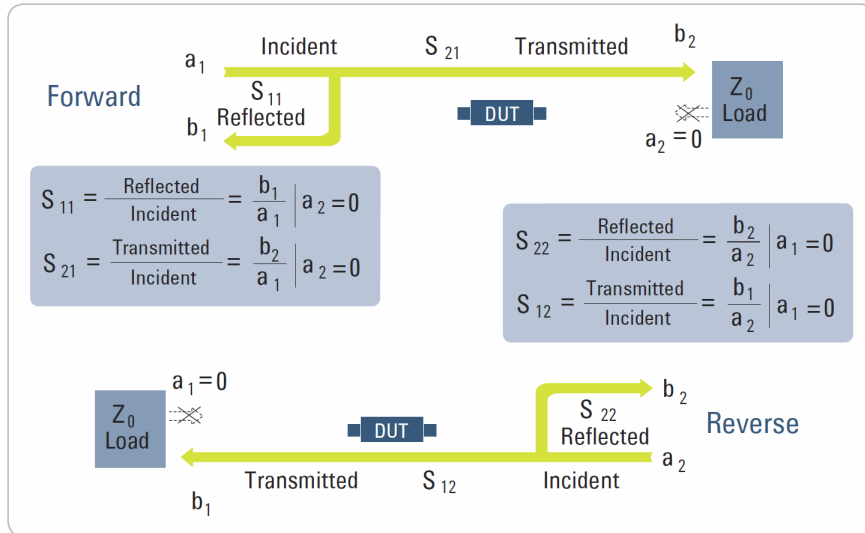 Incident S21 Transmitted b2
a1
Forward
S11
Reflected
b1
DUT
Z0
Load
a2 = 0
S11 = Reflected / Incident = b1 / a1 | a2 = 0
S21 = Transmitted / Incident = b2 / a1 | a2 = 0
S22 = Reflected / Incident = b2 / a2 | a1 = 0
S12 = Transmitted / Incident = b1 / a2 | a1 = 0
a1 = 0
Z0
Load
DUT
b2
S22
Reflected
Reverse
a2
b1
Transmitted S12 Incident